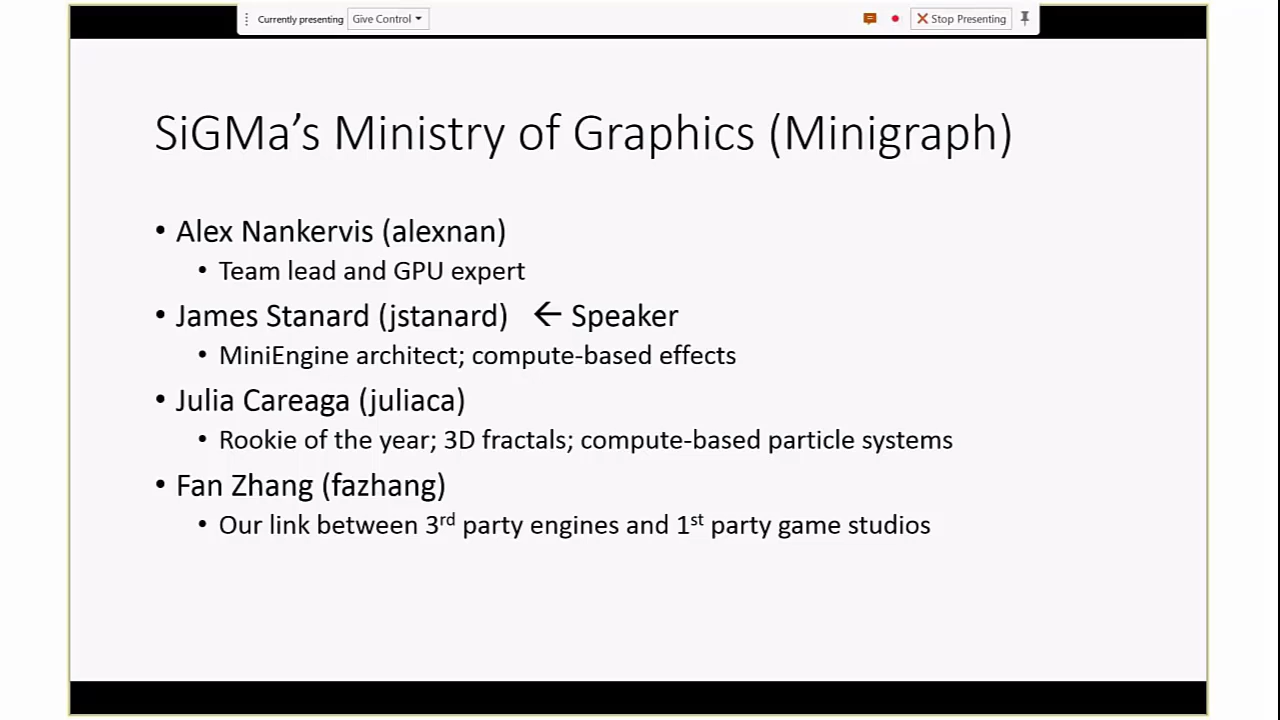 Currently presenting Give Control Stop Presenting
SiGMa’s Ministry of Graphics (Minigraph)
• Alex Nankervis (alexnan)
• Team lead and GPU expert
• James Stanard (jstanard) ← Speaker
• MiniEngine architect; compute-based effects
• Julia Careaga (juliaca)
• Rookie of the year; 3D fractals; compute-based particle systems
• Fan Zhang (fazhang)
• Our link between 3rd party engines and 1st party game studios